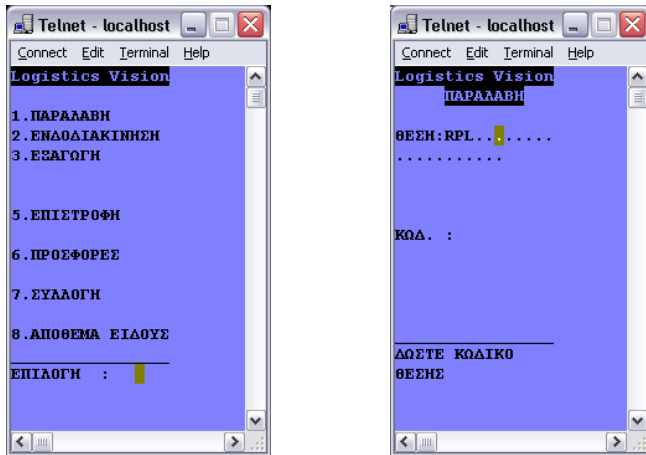 Telnet - localhost
Connect Edit Terminal Help
Logistics Vision
1.ΠΑΡΑΛΑΒΗ
2.ΕΝΔΟΔΙΑΚΙΝΗΣΗ
3.ΕΞΑΓΩΓΗ
5.ΕΠΙΣΤΡΟΦΗ
6.ΠΡΟΣΦΟΡΕΣ
7.ΣΥΛΛΟΓΗ
8.ΑΠΟΘΕΜΑ ΕΙΔΟΥΣ
ΕΠΙΛΟΓΗ :
Telnet - localhost
Connect Edit Terminal Help
Logistics Vision
ΠΑΡΑΛΑΒΗ
ΘΕΣΗ:RPL........
...........
ΚΩΔ. :
ΔΩΣΤΕ ΚΩΔΙΚΟ
ΘΕΣΗΣ